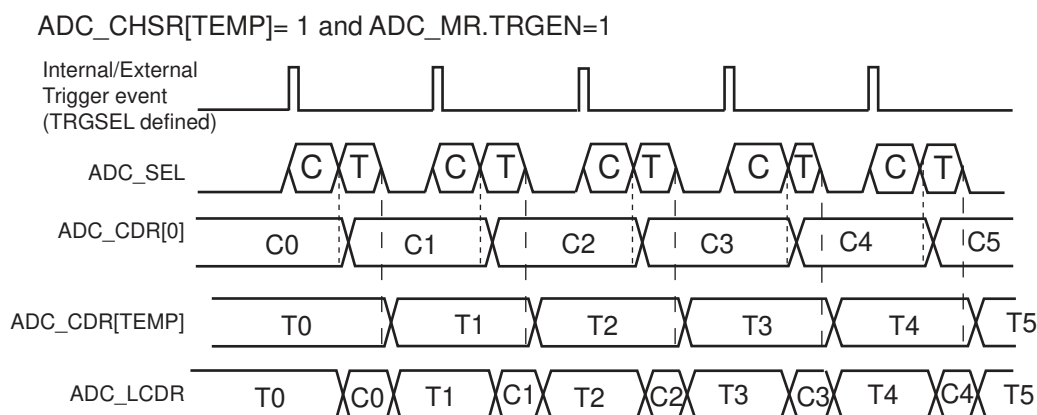 ADC_CHSR[TEMP]= 1 and ADC_MR.TRGEN=1
Internal/External
Trigger event
(TRGSEL defined)
ADC_SEL C T C T C T C T C T
ADC_CDR[0] C0 C1 C2 C3 C4 C5
ADC_CDR[TEMP] T0 T1 T2 T3 T4 T5
ADC_LCDR T0 C0 T1 C1 T2 C2 T3 C3 T4 C4 T5